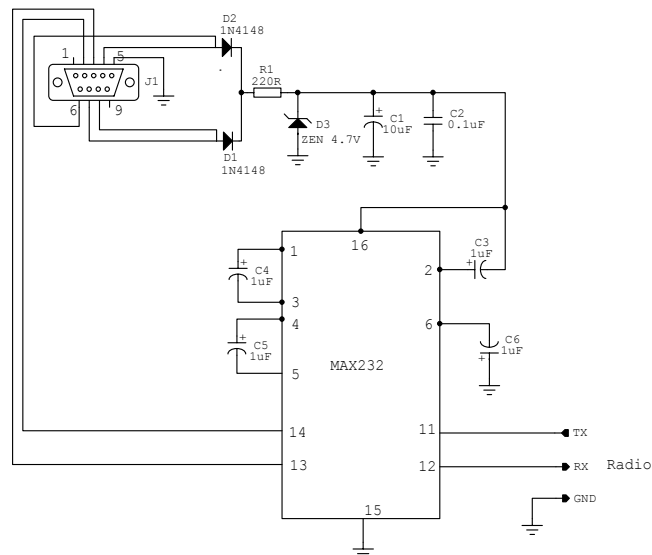 D2
1N4148
1
5
J1
6
9
R1
220R
D1
1N4148
D3
ZEN 4.7V
C1
10uF
C2
0.1uF
16
1
2
C3
1uF
+
C4
1uF
+
3
4
6
C5
1uF
+
C6
1uF
+
5
MAX232
14
11
TX
13
12
RX
Radio
GND
15
+